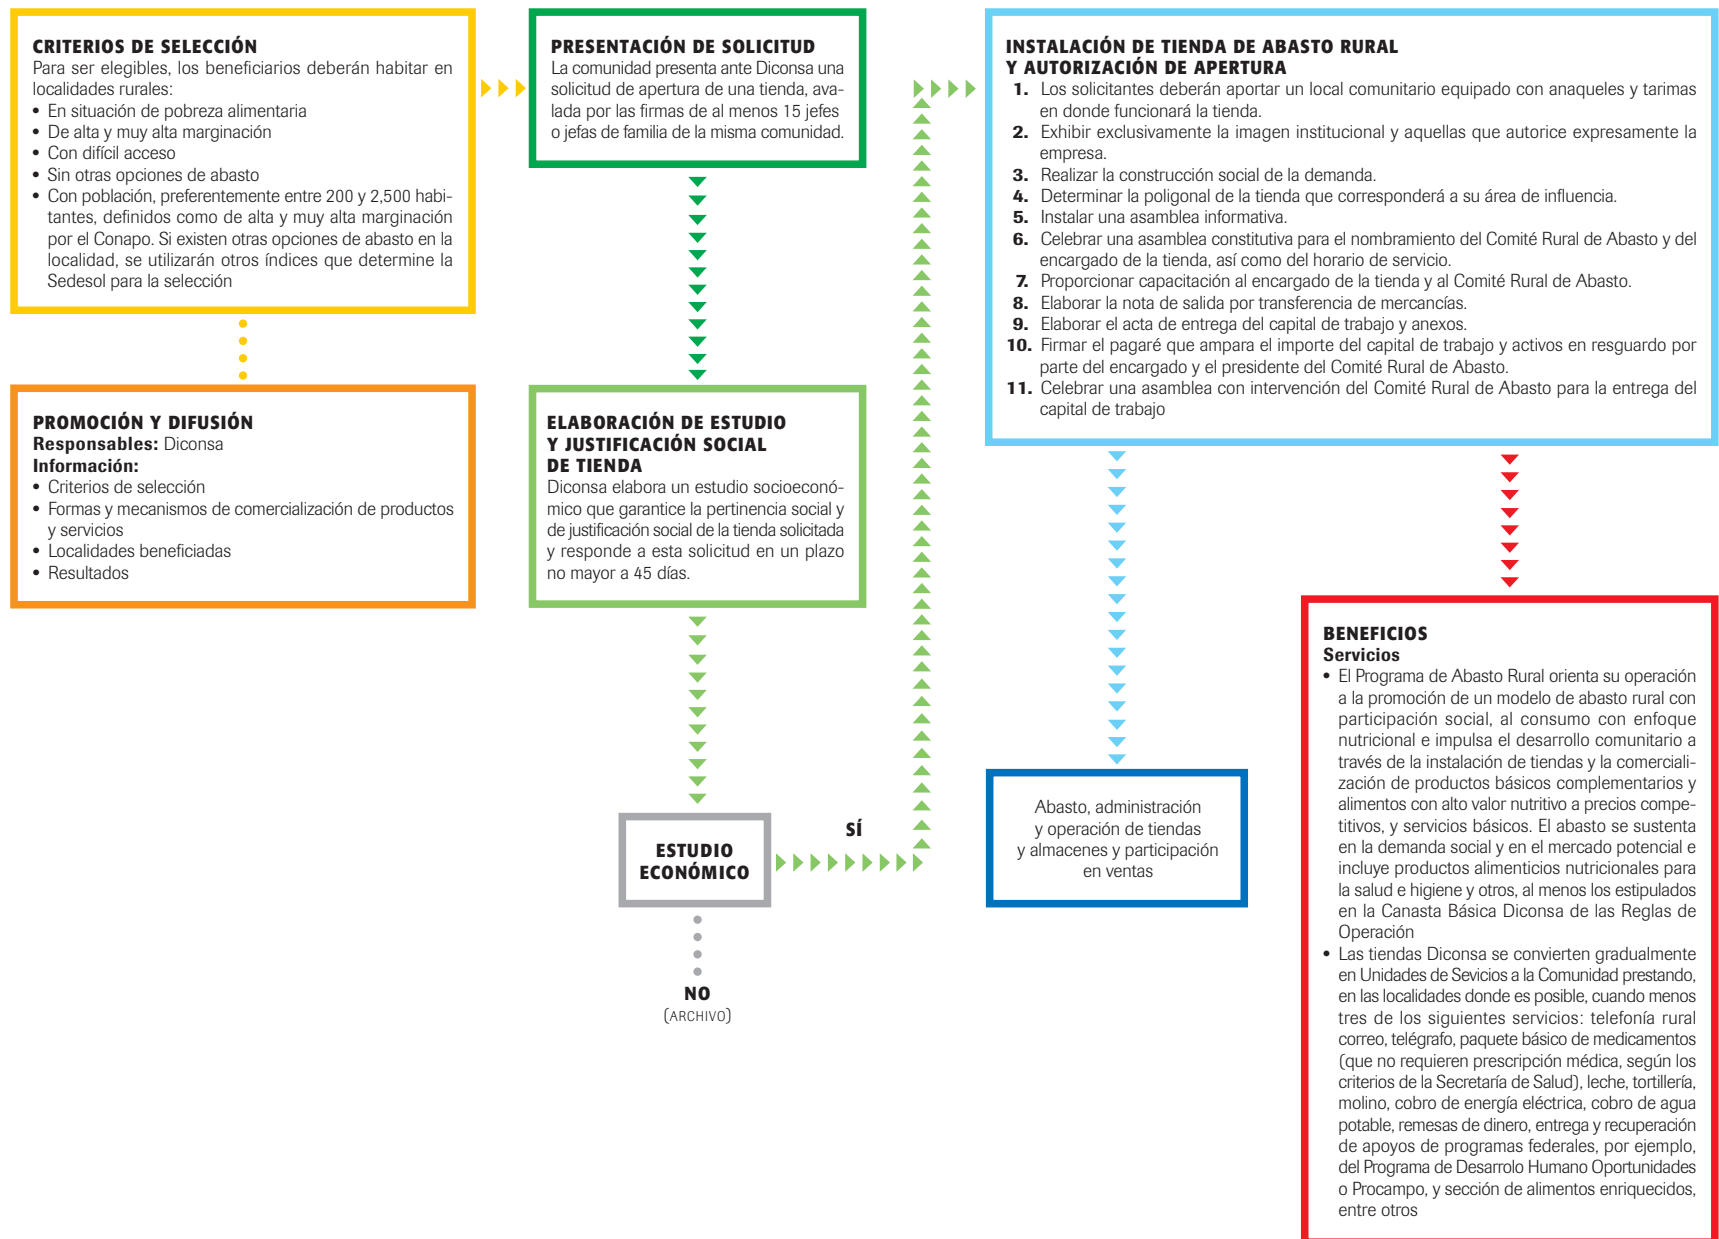 CRITERIOS DE SELECCIÓN
Para ser elegibles, los beneficiarios deberán habitar en
localidades rurales:
• En situación de pobreza alimentaria
• De alta y muy alta marginación
• Con difícil acceso
• Sin otras opciones de abasto
• Con población, preferentemente entre 200 y 2,500 habi-
tantes, definidos como de alta y muy alta marginación
por el Conapo. Si existen otras opciones de abasto en la
localidad, se utilizarán otros índices que determine la
Sedesol para la selección
PROMOCIÓN Y DIFUSIÓN
Responsables: Diconsa
Información:
• Criterios de selección
• Formas y mecanismos de comercialización de productos
y servicios
• Localidades beneficiadas
• Resultados
PRESENTACIÓN DE SOLICITUD
La comunidad presenta ante Diconsa una
solicitud de apertura de una tienda, ava-
lada por las firmas de al menos 15 jefes
o jefas de familia de la misma comunidad.
ELABORACIÓN DE ESTUDIO
Y JUSTIFICACIÓN SOCIAL
DE TIENDA
Diconsa elabora un estudio socioeconó-
mico que garantice la pertinencia social y
de justificación social de la tienda solicitada
y responde a esta solicitud en un plazo
no mayor a 45 días.
ESTUDIO
ECONÓMICO
SÍ
NO
(ARCHIVO)
INSTALACIÓN DE TIENDA DE ABASTO RURAL
Y AUTORIZACIÓN DE APERTURA
1. Los solicitantes deberán aportar un local comunitario equipado con anaqueles y tarimas
en donde funcionará la tienda.
2. Exhibir exclusivamente la imagen institucional y aquellas que autorice expresamente la
empresa.
3. Realizar la construcción social de la demanda.
4. Determinar la poligonal de la tienda que corresponderá a su área de influencia.
5. Instalar una asamblea informativa.
6. Celebrar una asamblea constitutiva para el nombramiento del Comité Rural de Abasto y del
encargado de la tienda, así como del horario de servicio.
7. Proporcionar capacitación al encargado de la tienda y al Comité Rural de Abasto.
8. Elaborar la nota de salida por transferencia de mercancías.
9. Elaborar el acta de entrega del capital de trabajo y anexos.
10. Firmar el pagaré que ampara el importe del capital de trabajo y activos en resguardo por
parte del encargado y el presidente del Comité Rural de Abasto.
11. Celebrar una asamblea con intervención del Comité Rural de Abasto para la entrega del
capital de trabajo
Abasto, administración
y operación de tiendas
y almacenes y participación
en ventas
BENEFICIOS
Servicios
• El Programa de Abasto Rural orienta su operación
a la promoción de un modelo de abasto rural con
participación social, al consumo con enfoque
nutricional e impulsa el desarrollo comunitario a
través de la instalación de tiendas y la comerciali-
zación de productos básicos complementarios y
alimentos con alto valor nutritivo a precios compe-
titivos, y servicios básicos. El abasto se sustenta
en la demanda social y en el mercado potencial e
incluye productos alimenticios nutricionales para
la salud e higiene y otros, al menos los estipulados
en la Canasta Básica Diconsa de las Reglas de
Operación
• Las tiendas Diconsa se convierten gradualmente
en Unidades de Sevicios a la Comunidad prestando,
en las localidades donde es posible, cuando menos
tres de los siguientes servicios: telefonía rural
correo, telégrafo, paquete básico de medicamentos
(que no requieren prescripción médica, según los
criterios de la Secretaría de Salud), leche, tortillería,
molino, cobro de energía eléctrica, cobro de agua
potable, remesas de dinero, entrega y recuperación
de apoyos de programas federales, por ejemplo,
del Programa de Desarrolo Humano Oportunidades
o Procampo, y sección de alimentos enriquecidos,
entre otros